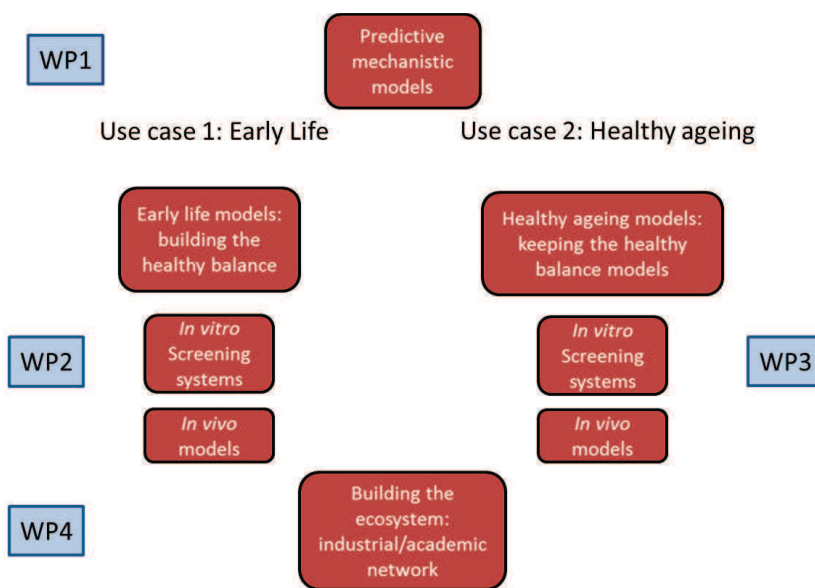 WP1
Predictive
mechanistic
models
Use case 1: Early Life
Use case 2: Healthy ageing
Early life models:
building the
healthy balance
Healthy ageing models:
keeping the healthy
balance models
WP2
In vitro
Screening
systems
In vitro
Screening
systems
WP3
In vivo
models
In vivo
models
WP4
Building the
ecosystem:
industrial/academic
network